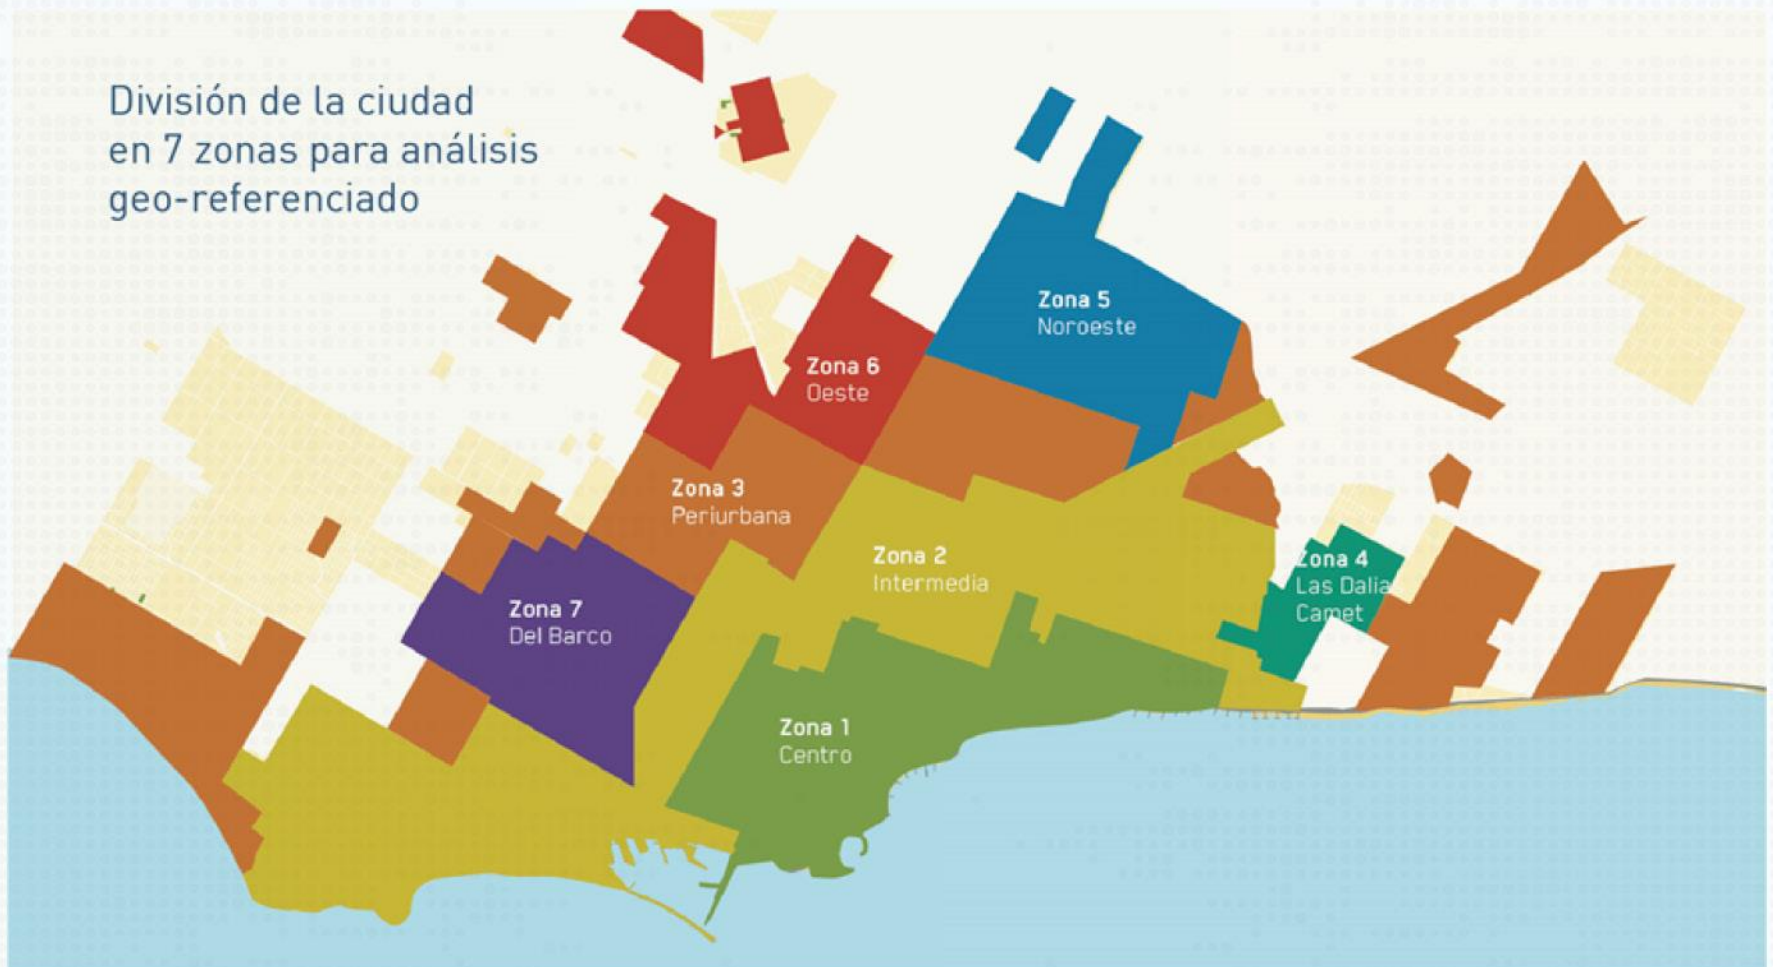 División de la ciudad
en 7 zonas para análisis
geo-referenciado
Zona 5
Noroeste
Zona 6
Oeste
Zona 3
Periurbana
Zona 2
Intermedia
Zona 4
Las Dalia
Camet
Zona 7
Del Barco
Zona 1
Centro